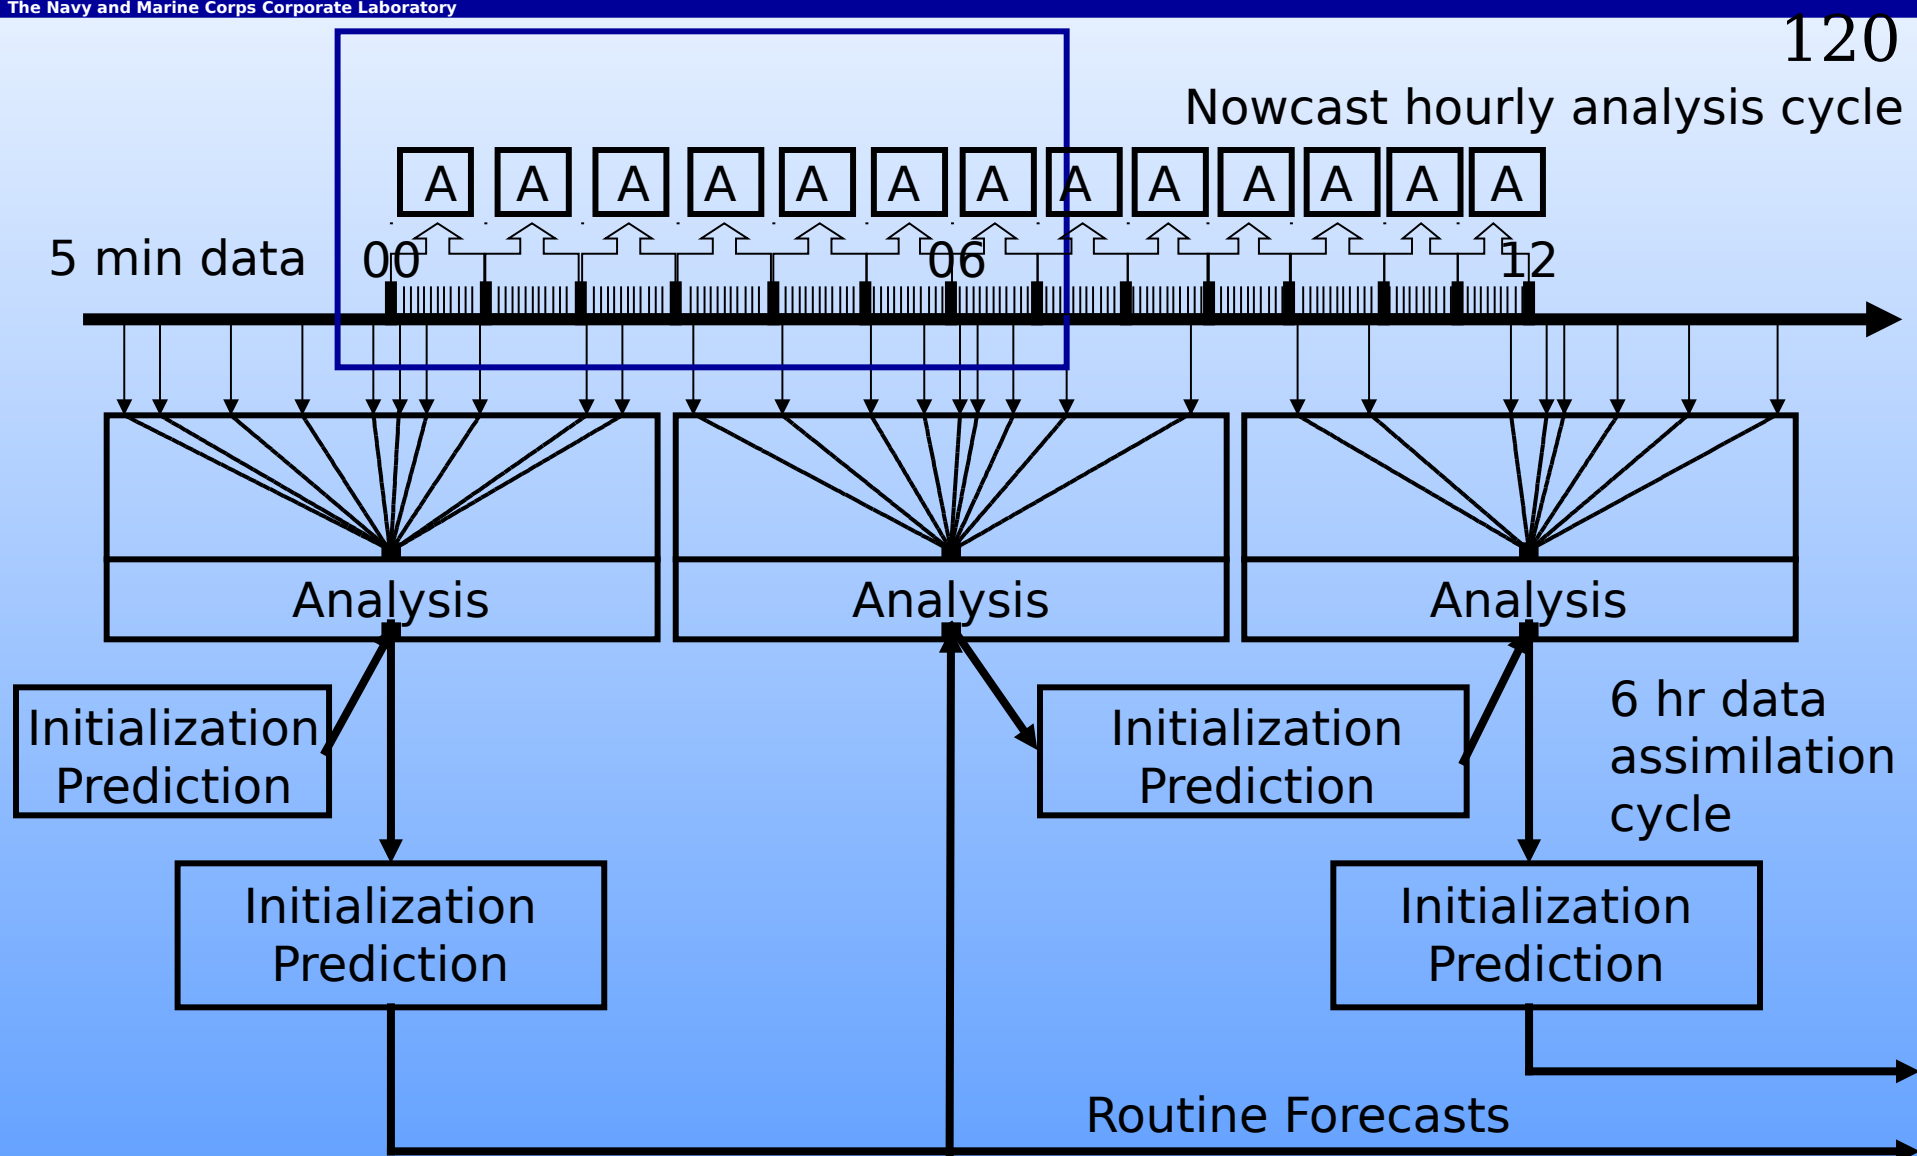 The Navy and Marine Corps Corporate Laboratory
120
Nowcast hourly analysis cycle
A A A A A A A A A A A A A
5 min data 00 06 12
Analysis Analysis Analysis
Initialization
Prediction
Initialization
Prediction
6 hr data
assimilation
cycle
Initialization
Prediction
Initialization
Prediction
Routine Forecasts